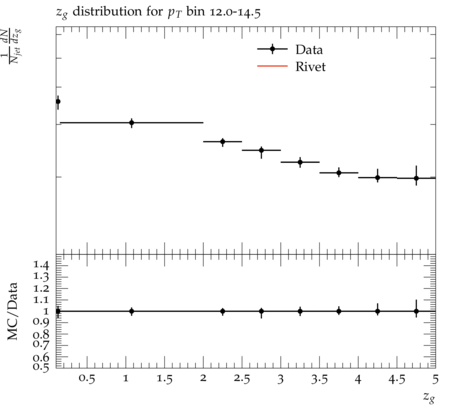 z_g distribution for p_T bin 12.0-14.5
1/N_jet dN/dz_g
Data
Rivet
MC/Data
1.4
1.3
1.2
1.1
1
0.9
0.8
0.7
0.6
0.5
0.5 1 1.5 2 2.5 3 3.5 4 4.5 5
z_g